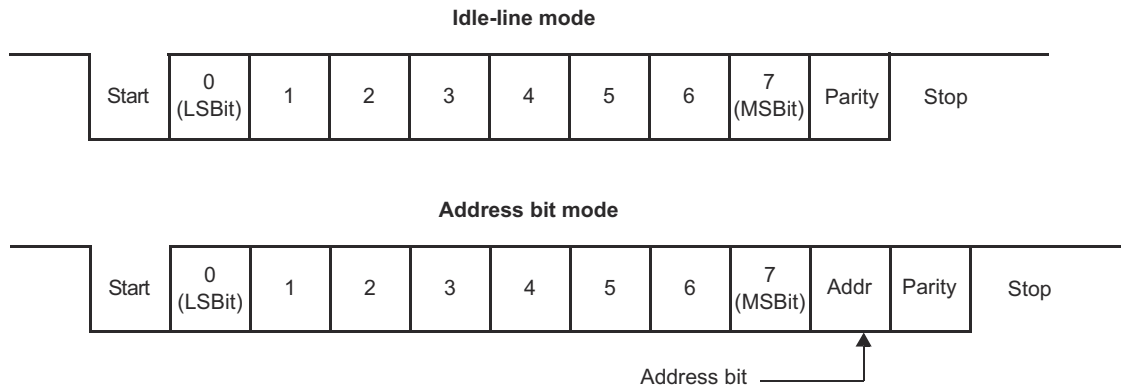 Idle-line mode
Start 0 (LSBit) 1 2 3 4 5 6 7 (MSBit) Parity Stop
Address bit mode
Start 0 (LSBit) 1 2 3 4 5 6 7 (MSBit) Addr Parity Stop
Address bit